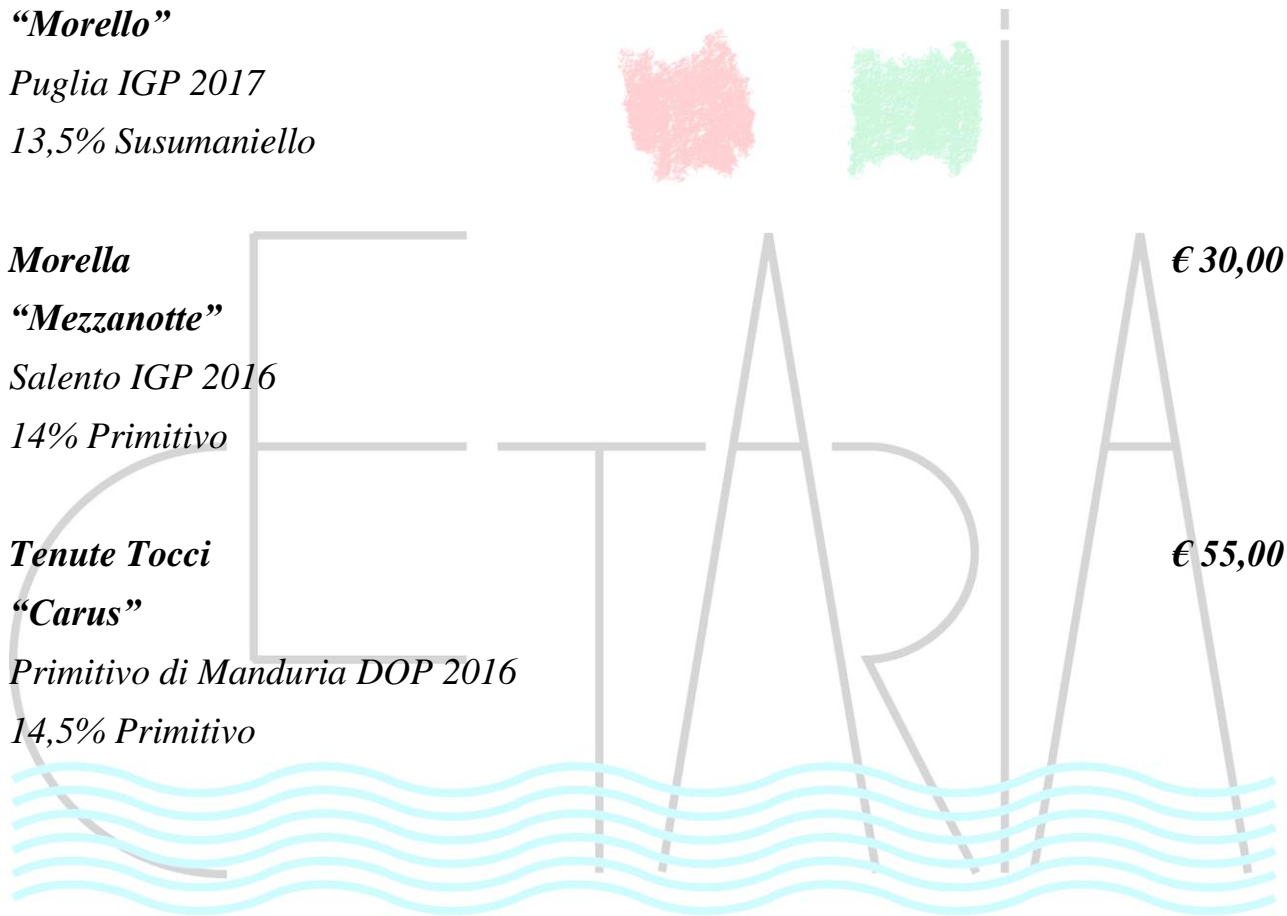 “Morello”
Puglia IGP 2017
13,5% Susumaniello
Morella € 30,00
“Mezzanotte”
Salento IGP 2016
14% Primitivo
Tenute Tocci € 55,00
“Carus”
Primitivo di Manduria DOP 2016
14,5% Primitivo
CETARIA